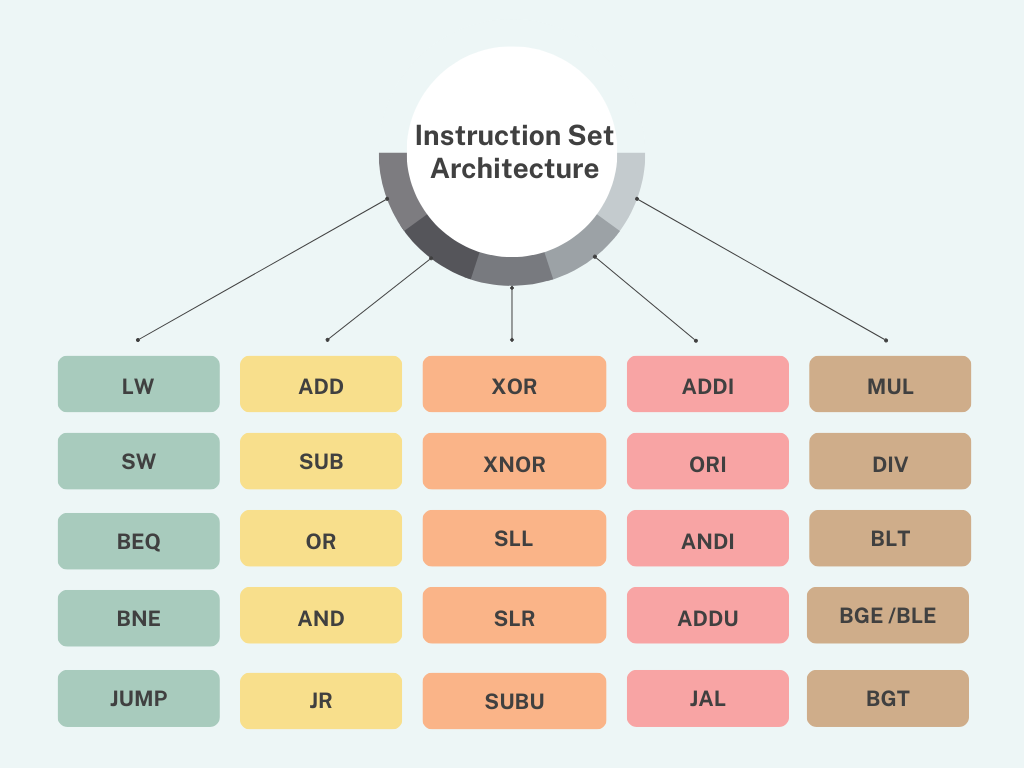 Instruction Set
Architecture
LW
ADD
XOR
ADDI
MUL
SW
SUB
XNOR
ORI
DIV
BEQ
OR
SLL
ANDI
BLT
BNE
AND
SLR
ADDU
BGE /BLE
JUMP
JR
SUBU
JAL
BGT